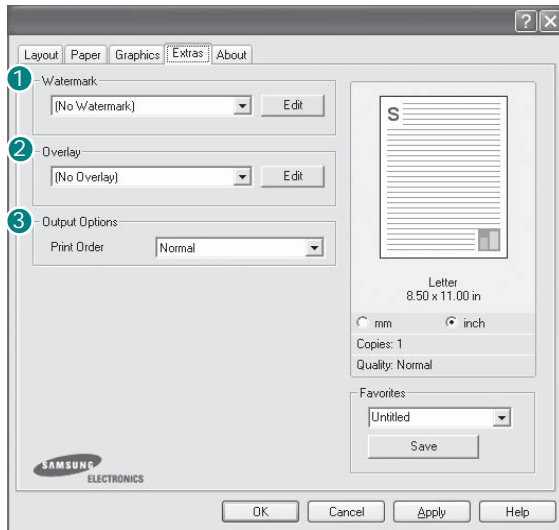 Layout Paper Graphics Extras About
1 Watermark
(No Watermark) Edit
2 Overlay
(No Overlay) Edit
3 Output Options
Print Order Normal
S
Letter
8.50 x 11.00 in
mm inch
Copies: 1
Quality: Normal
Favorites
Untitled
Save
SAMSUNG
ELECTRONICS
OK Cancel Apply Help